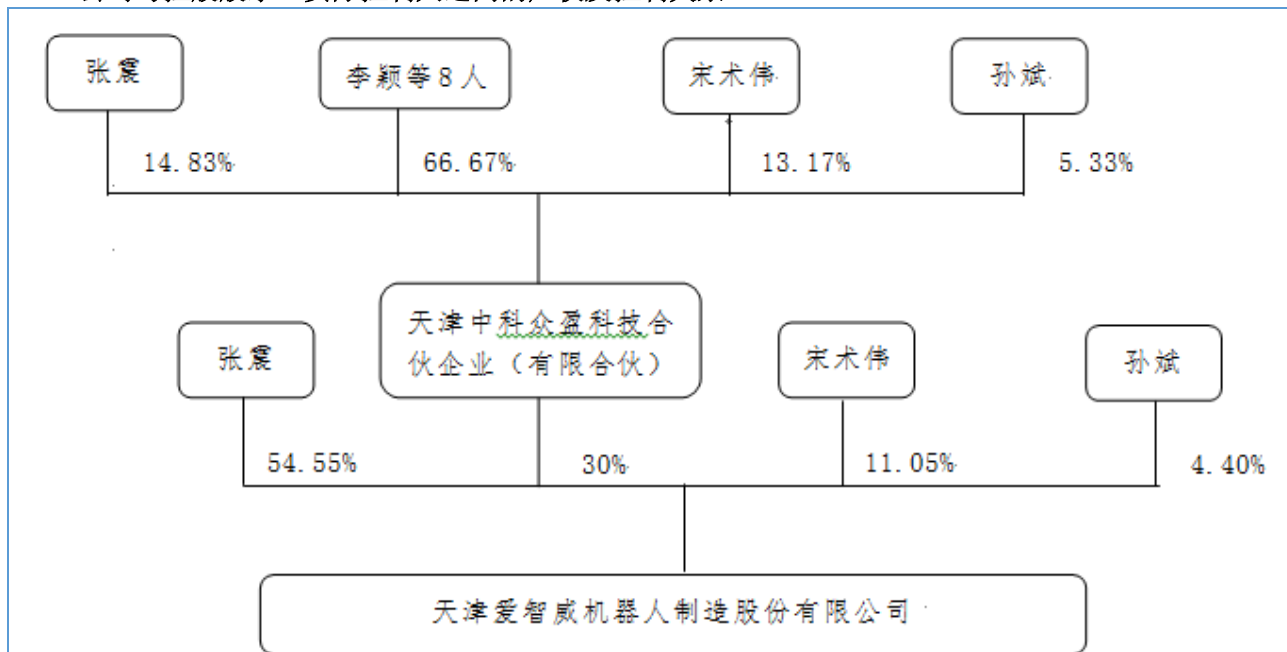 张震
李颖等8人
宋术伟
孙斌
14.83%
66.67%
13.17%
5.33%
天津中科众盈科技合
伙企业（有限合伙）
张震
宋术伟
孙斌
54.55%
30%
11.05%
4.40%
天津爱智威机器人制造股份有限公司